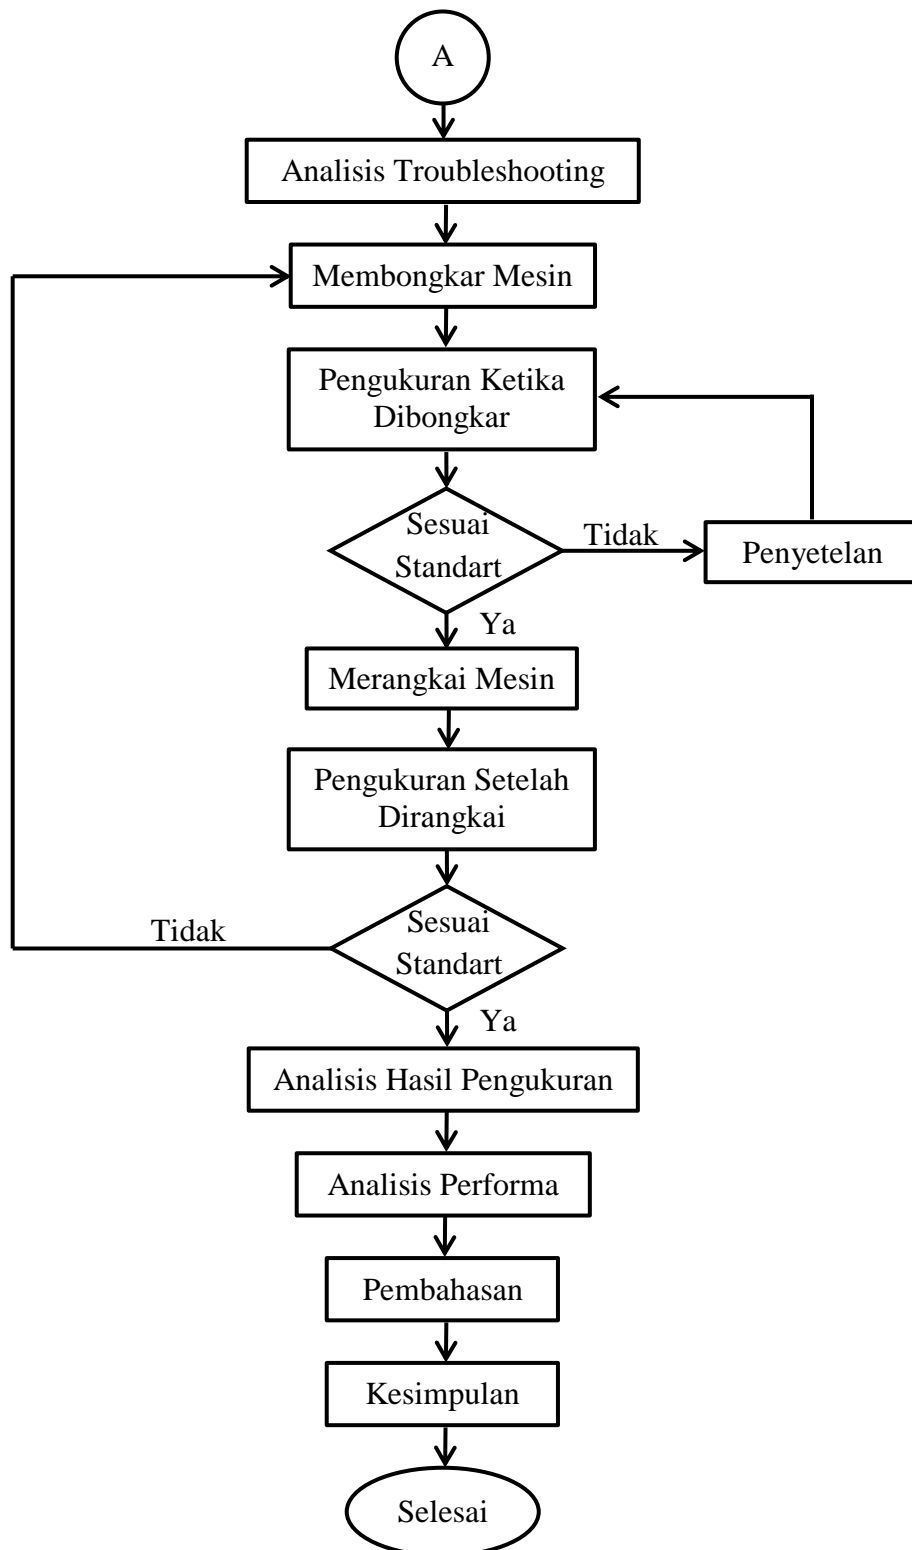 A
Analisis Troubleshooting
Membongkar Mesin
Pengukuran Ketika
Dibongkar
Sesuai
Standart
Tidak
Penyetelan
Ya
Merangkai Mesin
Pengukuran Setelah
Dirangkai
Tidak
Sesuai
Standart
Ya
Analisis Hasil Pengukuran
Analisis Performa
Pembahasan
Kesimpulan
Selesai